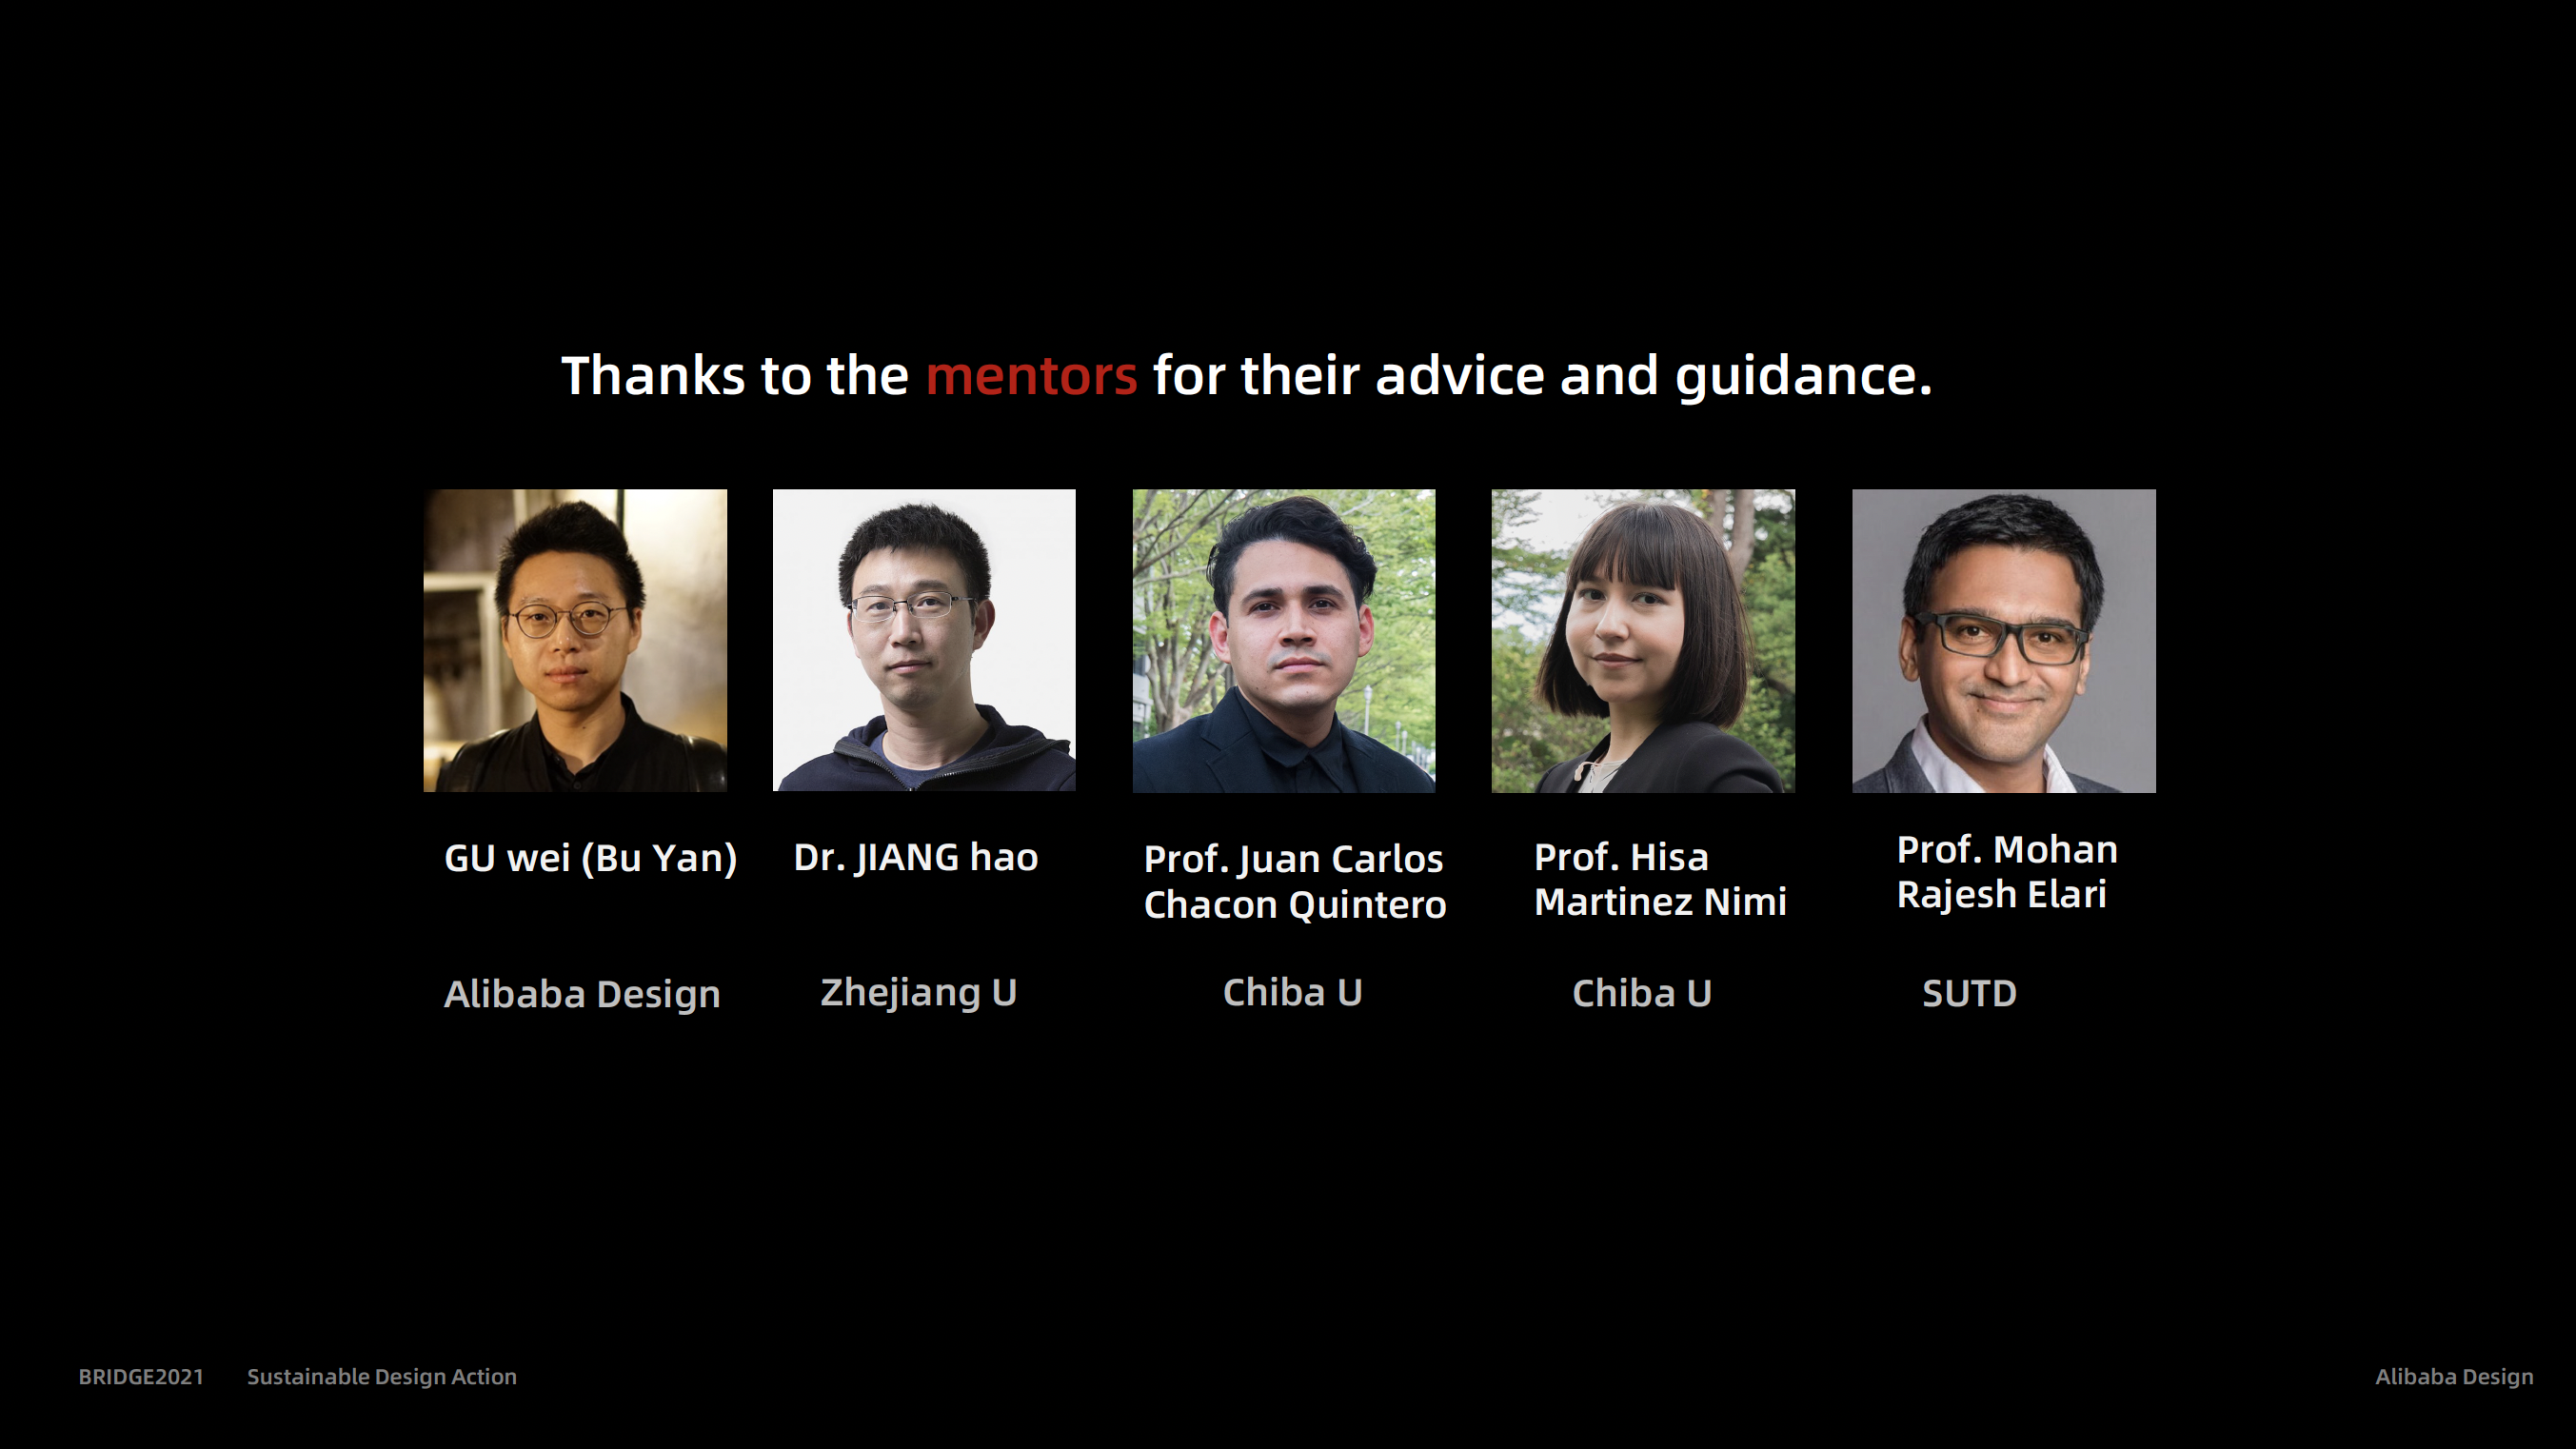 Thanks to the mentors for their advice and guidance.
GU wei (Bu Yan)
Alibaba Design
Dr. JIANG hao
Zhejiang U
Prof. Juan Carlos
Chacon Quintero
Chiba U
Prof. Hisa
Martinez Nimi
Chiba U
Prof. Mohan
Rajesh Elari
SUTD
BRIDGE2021 Sustainable Design Action
Alibaba Design